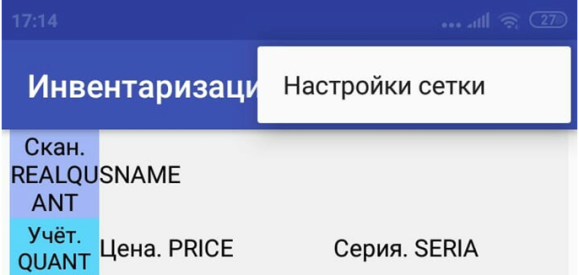 17:14
27
Инвентаризаци
Настройки сетки
Скан.
REALQU
ANT
SNAME
Учёт.
QUANT
Цена. PRICE
Серия. SERIA